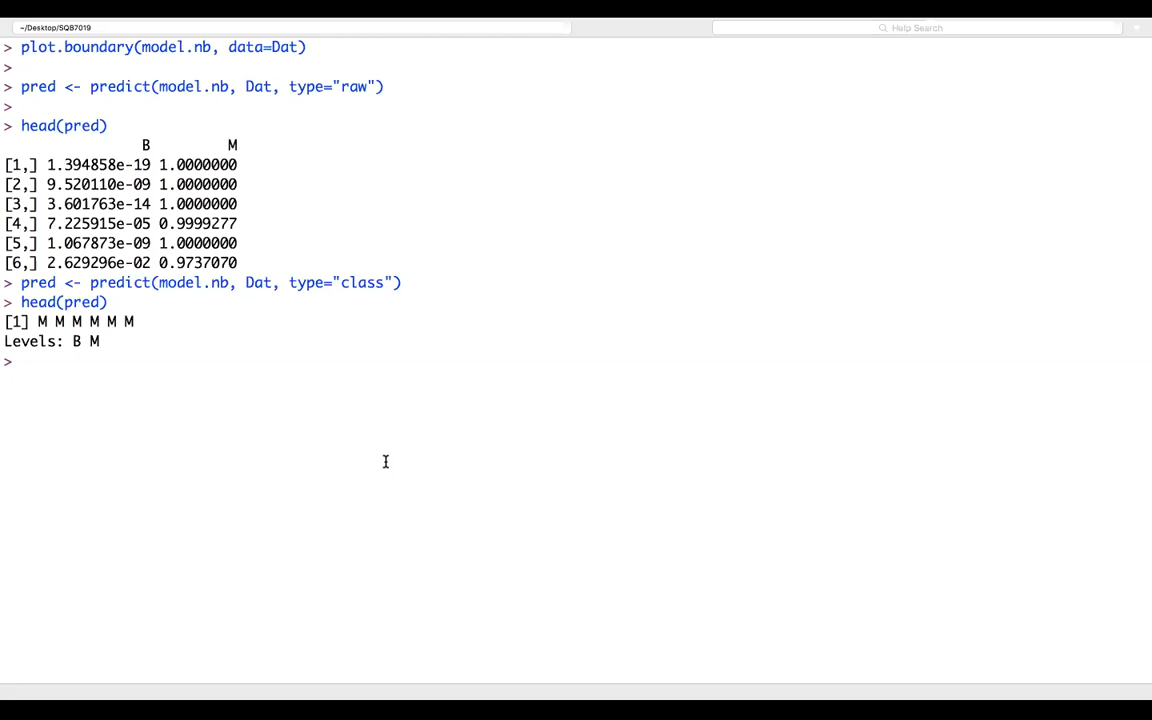 ~/Desktop/SQB7019
Help Search
> plot.boundary(model.nb, data=Dat)
>
> pred <- predict(model.nb, Dat, type="raw")
>
> head(pred)
B M
[1,] 1.394858e-19 1.0000000
[2,] 9.520110e-09 1.0000000
[3,] 3.601763e-14 1.0000000
[4,] 7.225915e-05 0.9999277
[5,] 1.067873e-09 1.0000000
[6,] 2.629296e-02 0.9737070
> pred <- predict(model.nb, Dat, type="class")
> head(pred)
[1] M M M M M M
Levels: B M
>